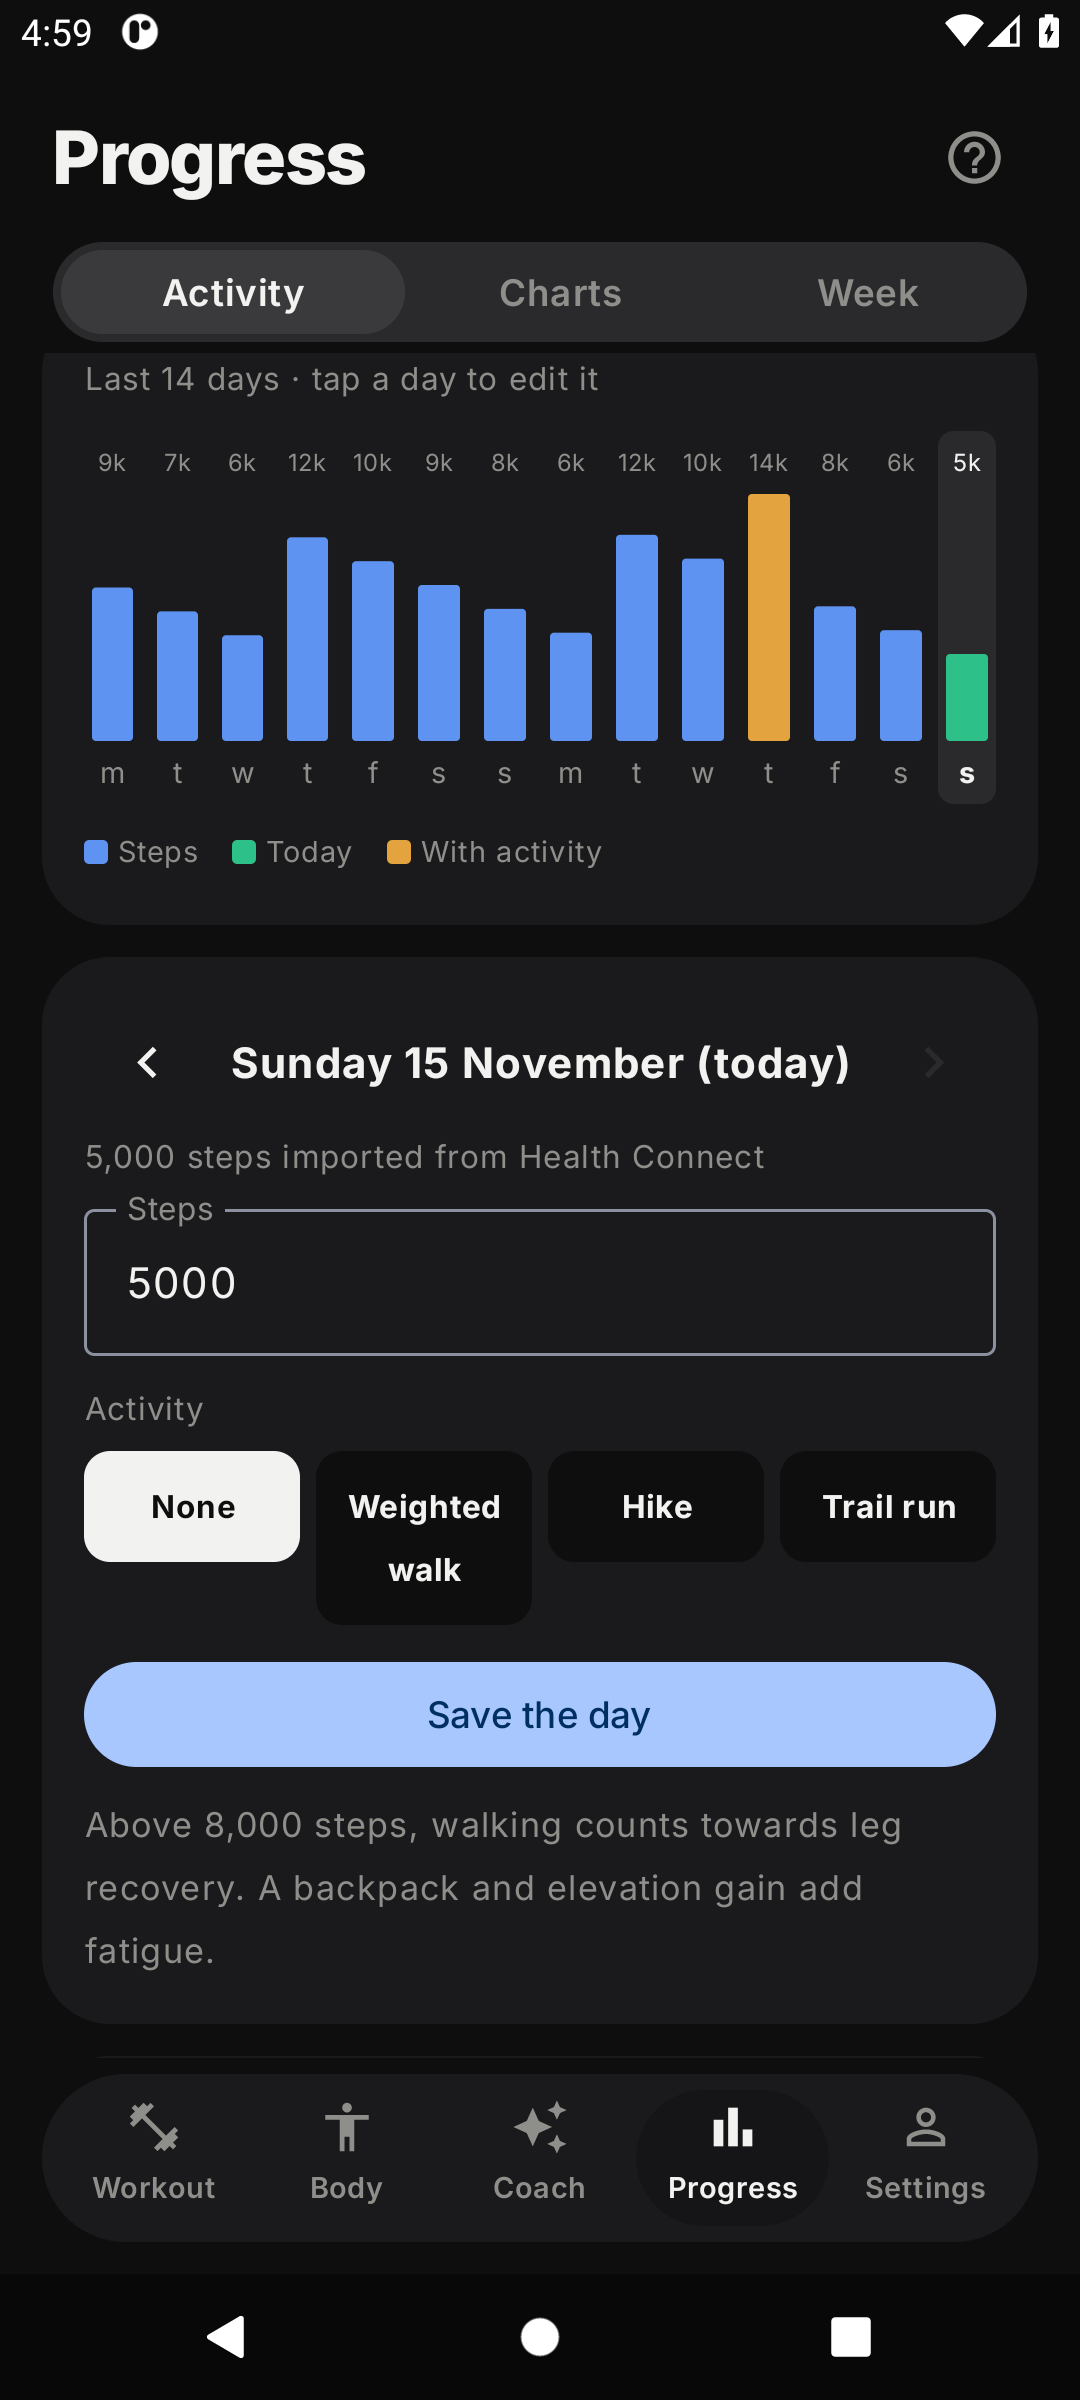 4:59
Progress
Activity Charts Week
Last 14 days · tap a day to edit it
9k 7k 6k 12k 10k 9k 8k 6k 12k 10k 14k 8k 6k 5k
m t w t f s s m t w t f s s
Steps Today With activity
Sunday 15 November (today)
5,000 steps imported from Health Connect
Steps
5000
Activity
None Weighted walk Hike Trail run
Save the day
Above 8,000 steps, walking counts towards leg
recovery. A backpack and elevation gain add
fatigue.
Workout Body Coach Progress Settings